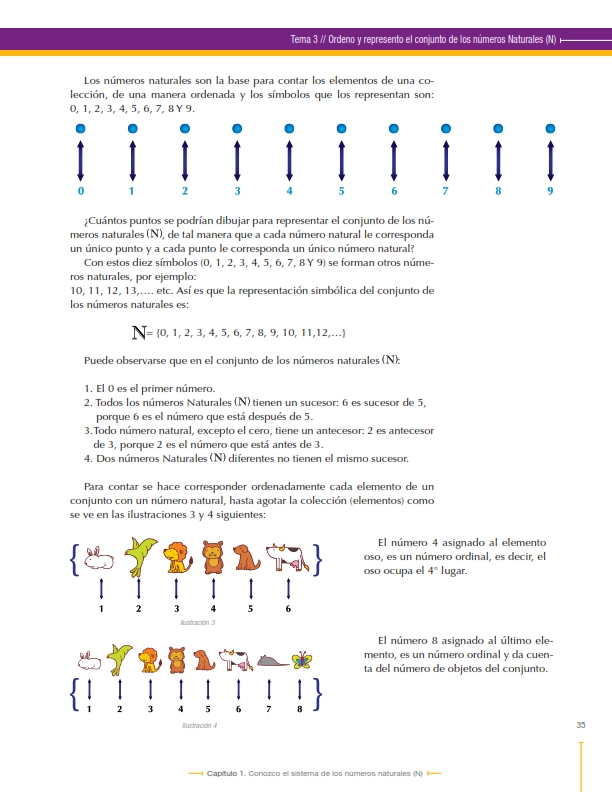 Tema 3 // Ordeno y represento el conjunto de los números Naturales (N)
Los números naturales son la base para contar los elementos de una co-
lección, de una manera ordenada y los símbolos que los representan son:
0, 1, 2, 3, 4, 5, 6, 7, 8 Y 9.
0 1 2 3 4 5 6 7 8 9
¿Cuántos puntos se podrían dibujar para representar el conjunto de los nú-
meros naturales (N), de tal manera que a cada número natural le corresponda
un único punto y a cada punto le corresponda un único número natural?
Con estos diez símbolos (0, 1, 2, 3, 4, 5, 6, 7, 8 Y 9) se forman otros núme-
ros naturales, por ejemplo:
10, 11, 12, 13,.... etc. Así es que la representación simbólica del conjunto de
los números naturales es:
N= {0, 1, 2, 3, 4, 5, 6, 7, 8, 9, 10, 11,12,...}
Puede observarse que en el conjunto de los números naturales (N):
1. El 0 es el primer número.
2. Todos los números Naturales (N) tienen un sucesor: 6 es sucesor de 5,
porque 6 es el número que está después de 5.
3.Todo número natural, excepto el cero, tiene un antecesor: 2 es antecesor
de 3, porque 2 es el número que está antes de 3.
4. Dos números Naturales (N) diferentes no tienen el mismo sucesor.
Para contar se hace corresponder ordenadamente cada elemento de un
conjunto con un número natural, hasta agotar la colección (elementos) como
se ve en las ilustraciones 3 y 4 siguientes:
{ }
1 2 3 4 5 6
Ilustración 3
El número 4 asignado al elemento
oso, es un número ordinal, es decir, el
oso ocupa el 4° lugar.
{ }
1 2 3 4 5 6 7 8
Ilustración 4
El número 8 asignado al último ele-
mento, es un número ordinal y da cuen-
ta del número de objetos del conjunto.
35
Capítulo 1. Conozco el sistema de los números naturales (N)